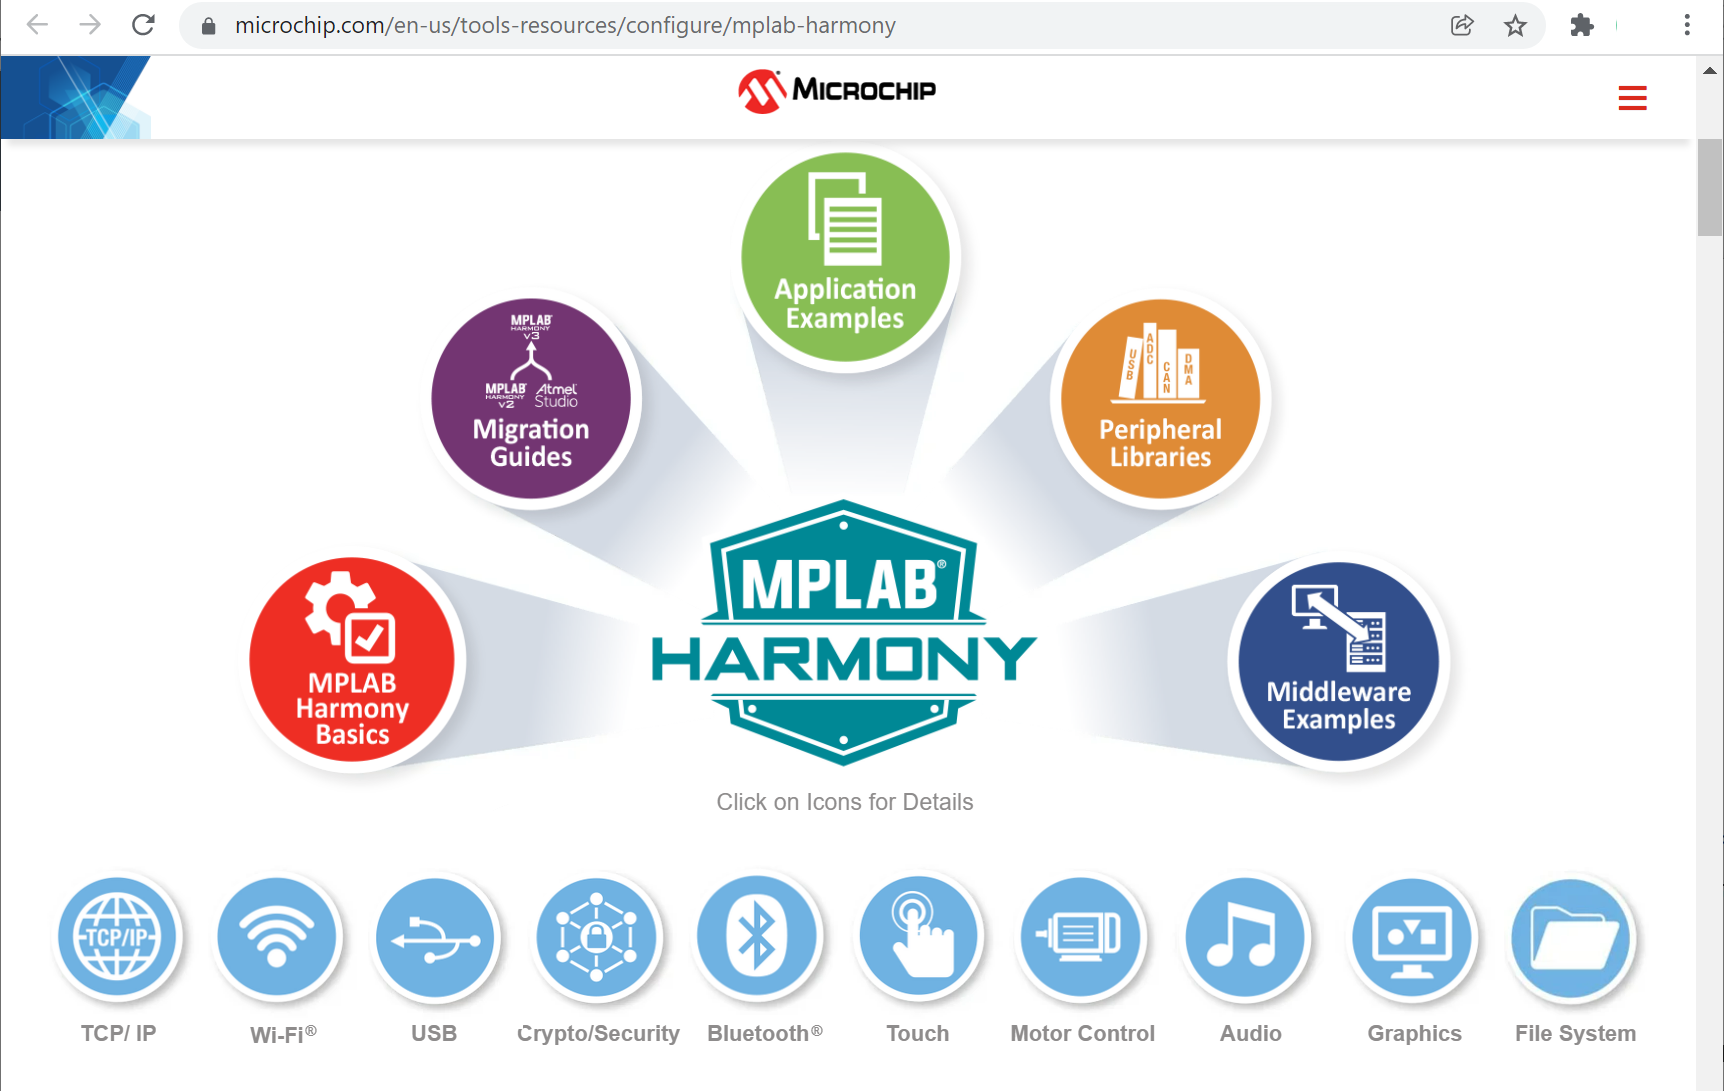 microchip.com/en-us/tools-resources/configure/mplab-harmony
MICROCHIP
Application
Examples
MPLAB®
HARMONY
v3
MPLAB®
HARMONY
v2
Atmel
Studio
Migration
Guides
USB
ADC
CAN
DMA
Peripheral
Libraries
MPLAB
Harmony
Basics
MPLAB®
HARMONY
Middleware
Examples
Click on Icons for Details
TCP/IP
TCP/ IP
Wi-Fi®
USB
Crypto/Security
Bluetooth®
Touch
Motor Control
Audio
Graphics
File System